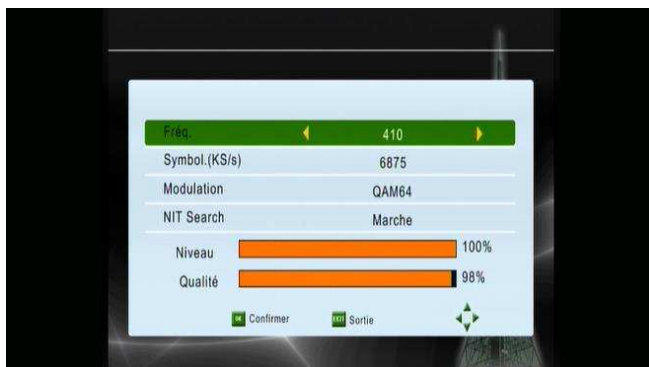 Fréq. 410
Symbol.(KS/s) 6875
Modulation QAM64
NIT Search Marche
Niveau 100%
Qualité 98%
OK Confirmer EXIT Sortie